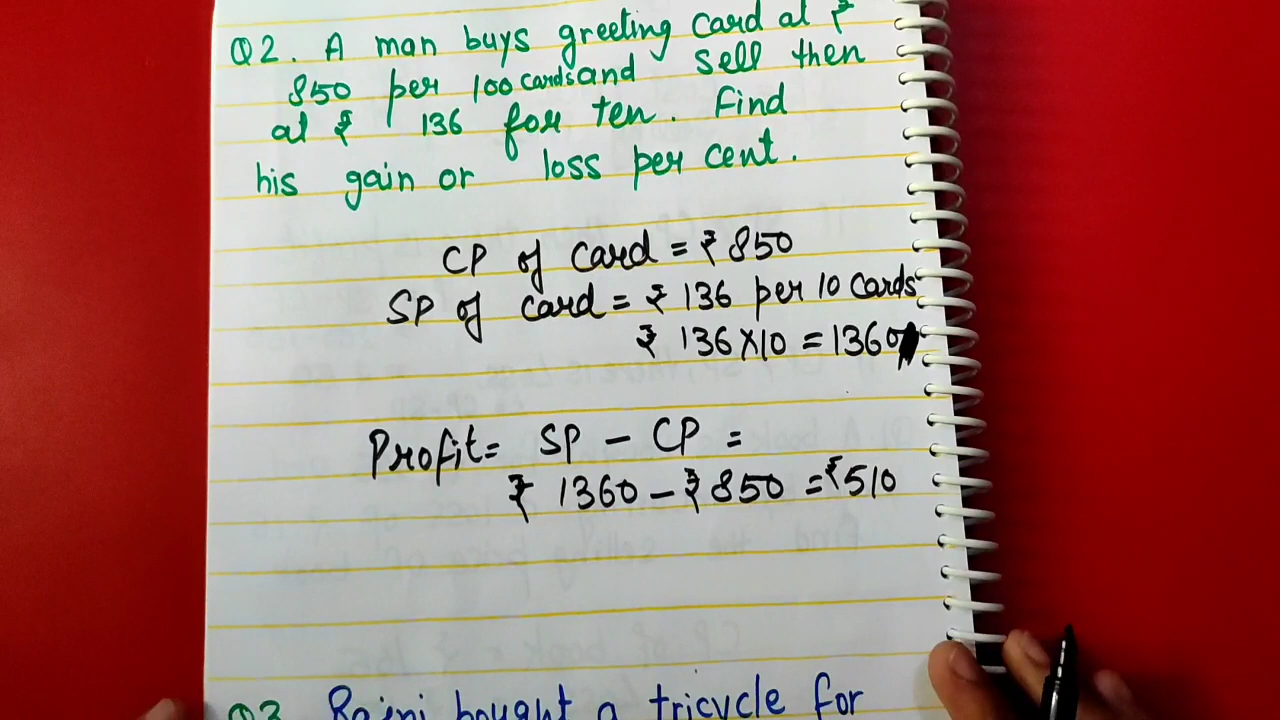 Q2. A man buys greeting card at ₹
850 per 100 cards and sell then
at ₹ 136 for ten. Find
his gain or loss per cent.
CP of card = ₹ 850
SP of card = ₹ 136 per 10 cards
₹ 136 X 10 = 1360
Profit = SP - CP =
₹ 1360 - ₹ 850 = ₹ 510
Q3 Rajni bought a tricycle for